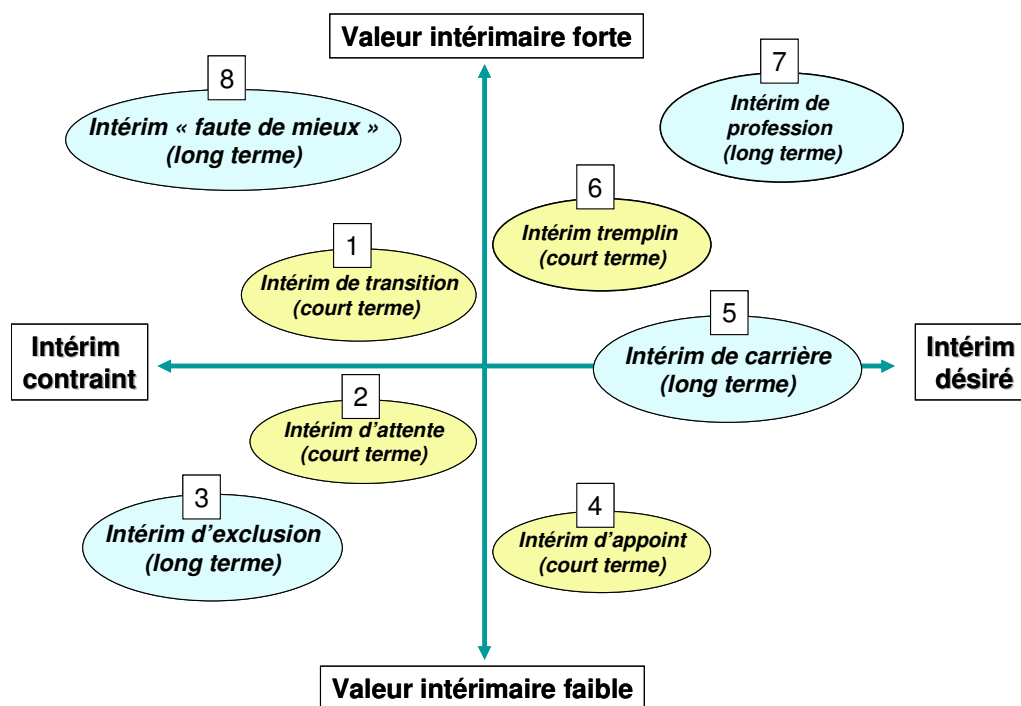 Valeur intérimaire forte
8
Intérim « faute de mieux »
(long terme)
7
Intérim de
profession
(long terme)
6
Intérim tremplin
(court terme)
1
Intérim de transition
(court terme)
5
Intérim de carrière
(long terme)
Intérim
contraint
Intérim
désiré
2
Intérim d'attente
(court terme)
3
Intérim d'exclusion
(long terme)
4
Intérim d'appoint
(court terme)
Valeur intérimaire faible